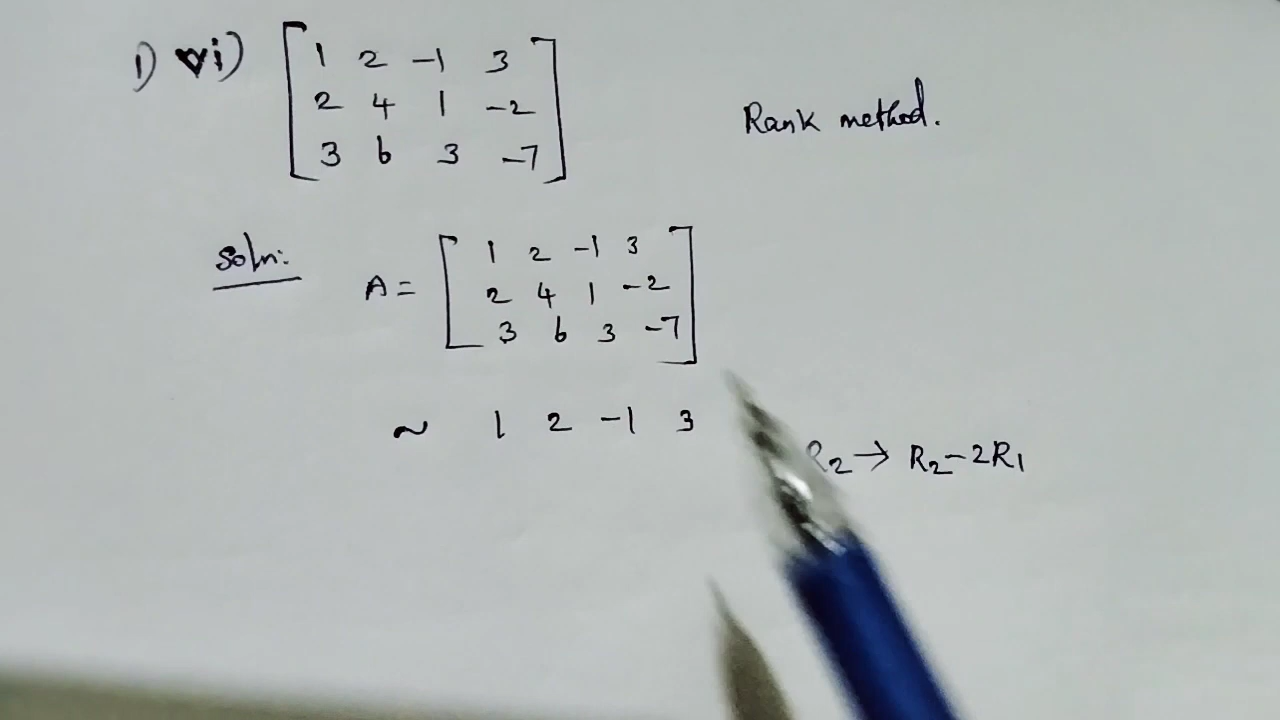 1) vi) 1 2 -1 3
2 4 1 -2
3 6 3 -7
Rank method.
Soln:
A = 1 2 -1 3
2 4 1 -2
3 6 3 -7
~ 1 2 -1 3
R2 → R2-2R1